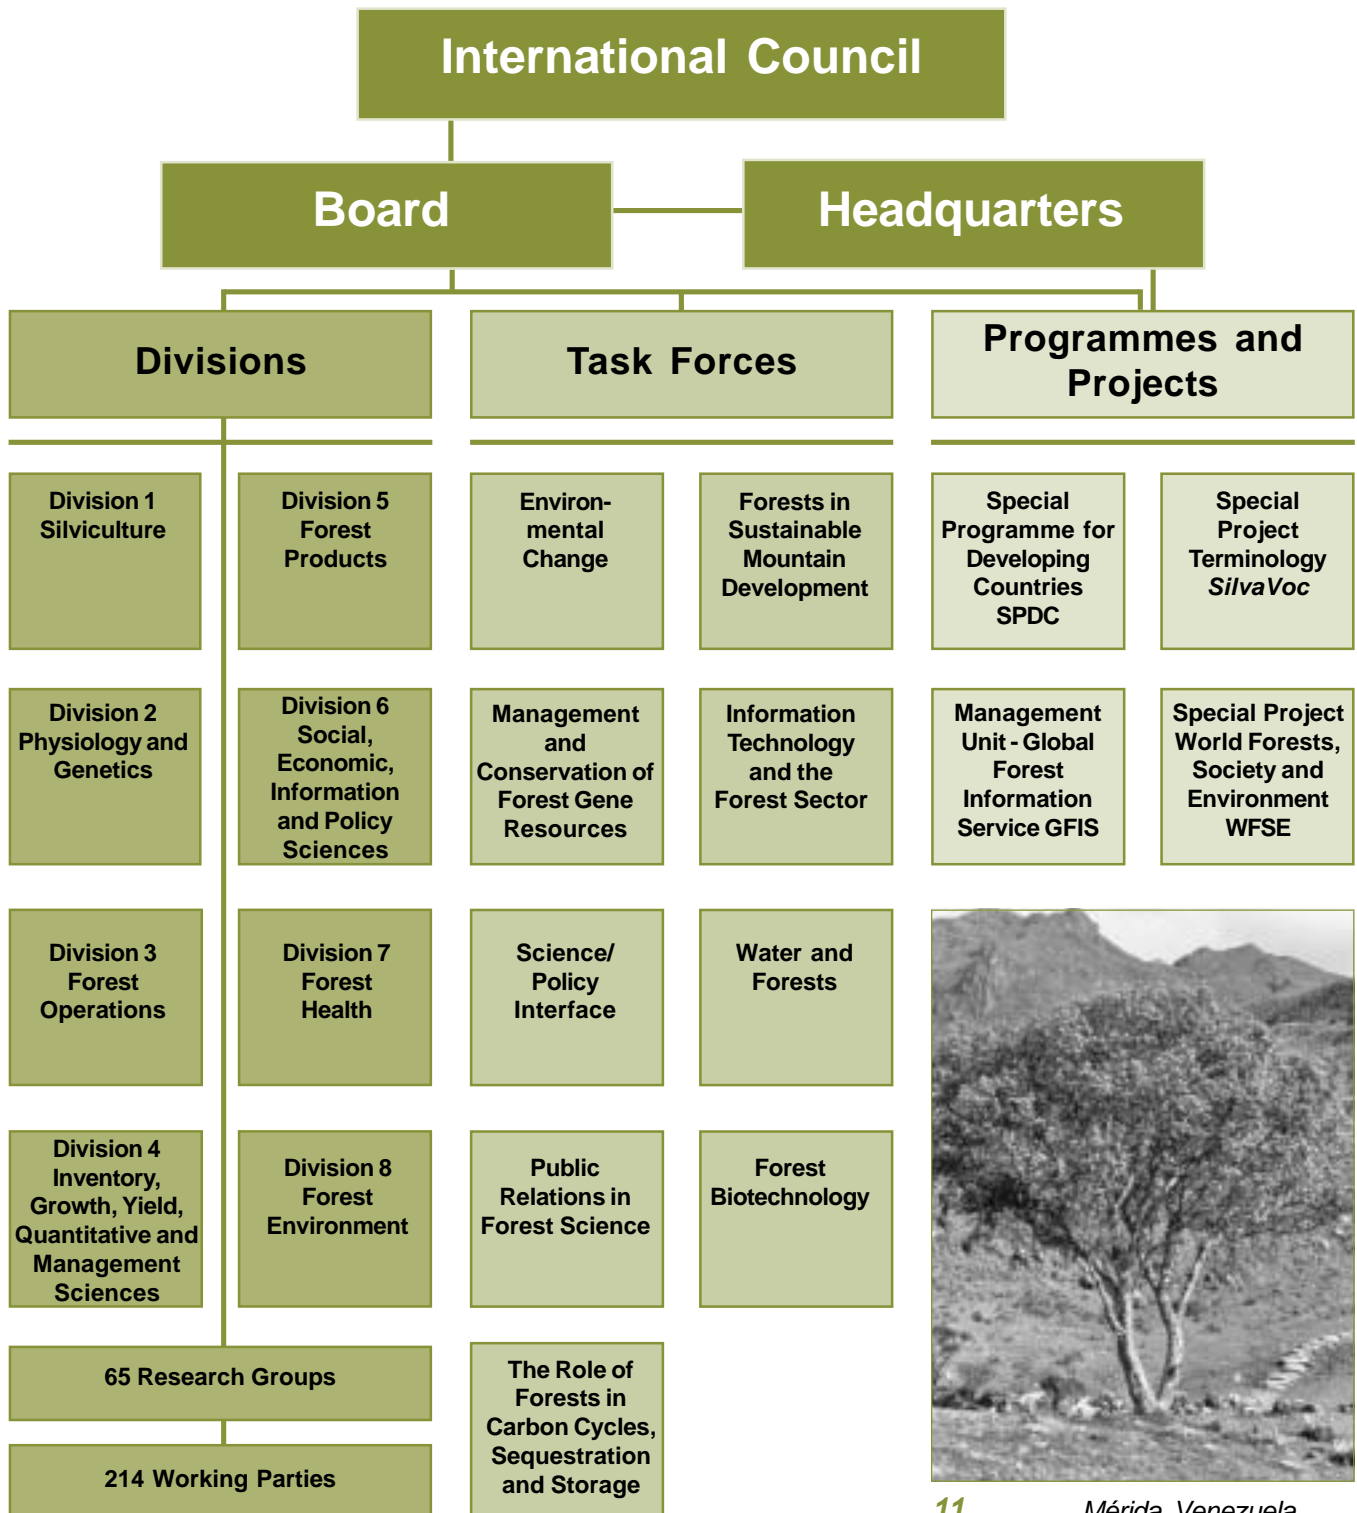 International Council
Board
Headquarters
Divisions
Task Forces
Programmes and
Projects
Division 1
Silviculture
Division 5
Forest
Products
Environ-
mental
Change
Forests in
Sustainable
Mountain
Development
Special
Programme for
Developing
Countries
SPDC
Special
Project
Terminology
SilvaVoc
Division 2
Physiology and
Genetics
Division 6
Social,
Economic,
Information
and Policy
Sciences
Management
and
Conservation of
Forest Gene
Resources
Information
Technology
and the
Forest Sector
Management
Unit - Global
Forest
Information
Service GFIS
Special Project
World Forests,
Society and
Environment
WFSE
Division 3
Forest
Operations
Division 7
Forest
Health
Science/
Policy
Interface
Water and
Forests
Division 4
Inventory,
Growth, Yield,
Quantitative and
Management
Sciences
Division 8
Forest
Environment
Public
Relations in
Forest Science
Forest
Biotechnology
65 Research Groups
214 Working Parties
The Role of
Forests in
Carbon Cycles,
Sequestration
and Storage
11
Mérida, Venezuela